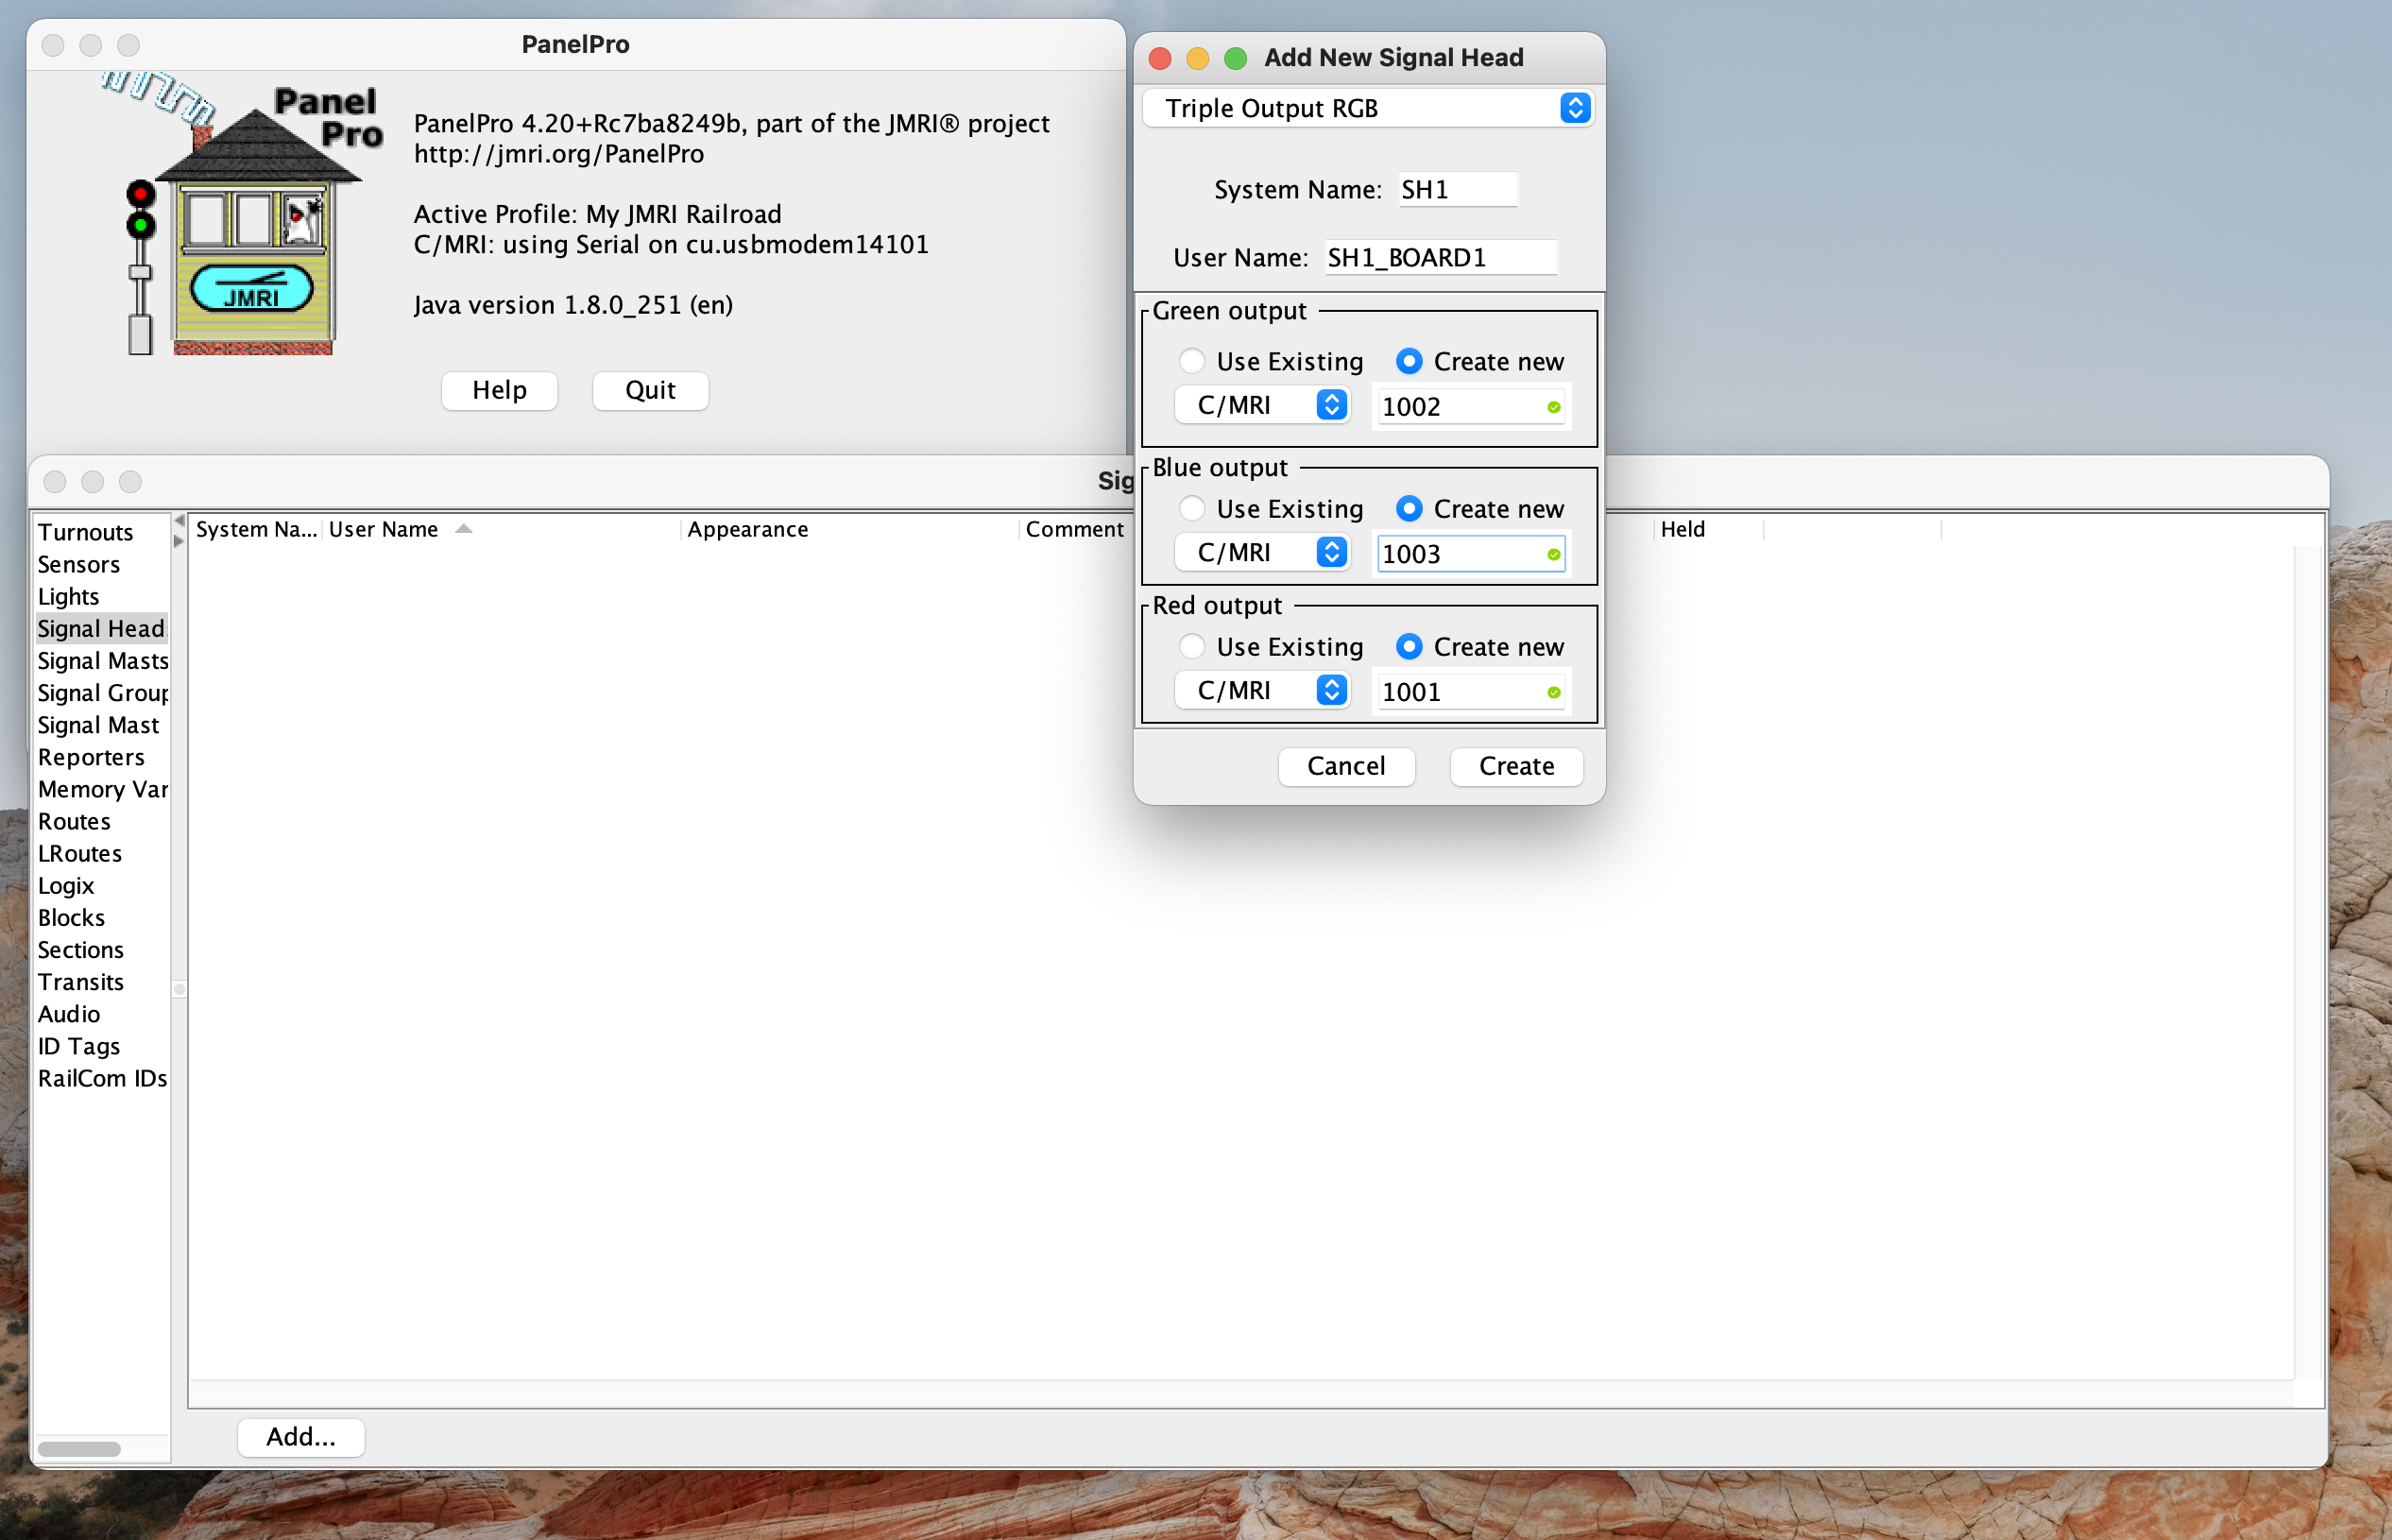 PanelPro
Panel
Pro
JMRI
PanelPro 4.20+Rc7ba8249b, part of the JMRI® project
http://jmri.org/PanelPro
Active Profile: My JMRI Railroad
C/MRI: using Serial on cu.usbmodem14101
Java version 1.8.0_251 (en)
Help
Quit
Add New Signal Head
Triple Output RGB
System Name: SH1
User Name: SH1_BOARD1
Green output
Use Existing
Create new
C/MRI
1002
Blue output
Use Existing
Create new
C/MRI
1003
Red output
Use Existing
Create new
C/MRI
1001
Cancel
Create
Sig
Turnouts
Sensors
Lights
Signal Head
Signal Masts
Signal Group
Signal Mast
Reporters
Memory Var
Routes
LRoutes
Logix
Blocks
Sections
Transits
Audio
ID Tags
RailCom IDs
System Na...
User Name
Appearance
Comment
Held
Add...